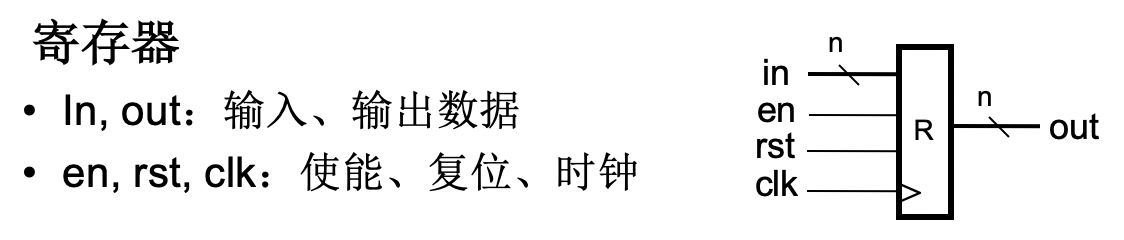 寄存器
• In, out：输入、输出数据
• en, rst, clk：使能、复位、时钟
n
in
en
rst
clk
R
n
out